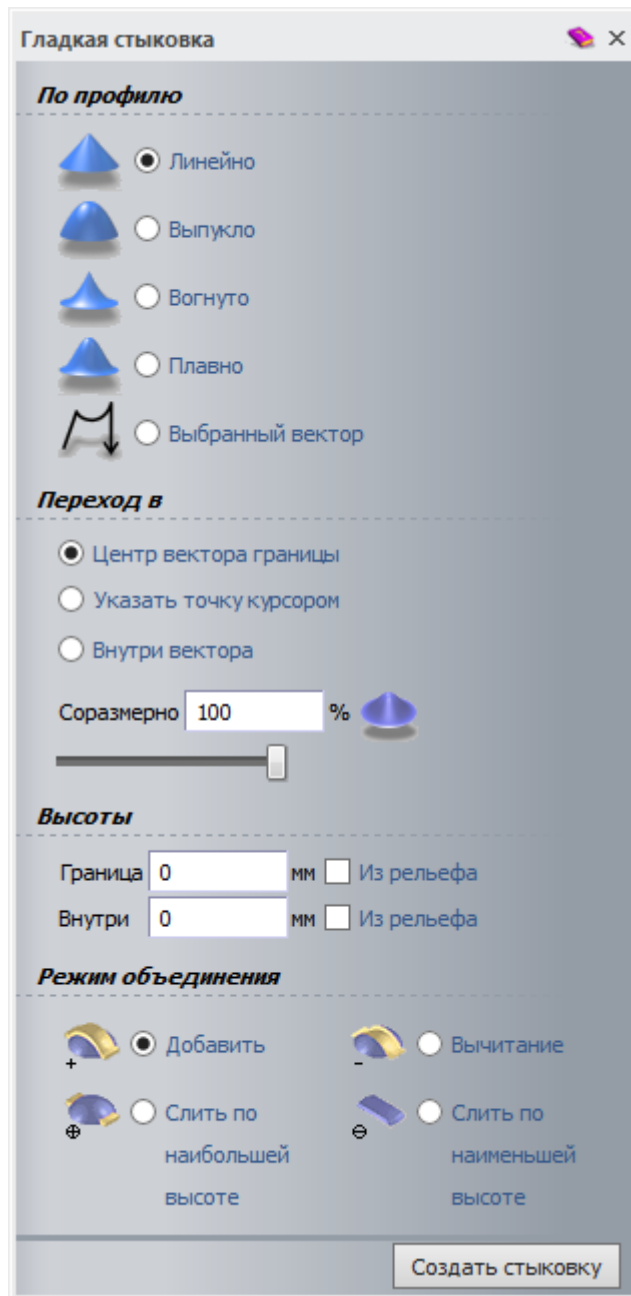 Гладкая стыковка
По профилю
Линейно
Выпукло
Вогнуто
Плавно
Выбранный вектор
Переход в
Центр вектора границы
Указать точку курсором
Внутри вектора
Соразмерно 100 %
Высоты
Граница 0 мм Из рельефа
Внутри 0 мм Из рельефа
Режим объединения
Добавить Вычитание
Слить по Слить по
наибольшей наименьшей
высоте высоте
Создать стыковку